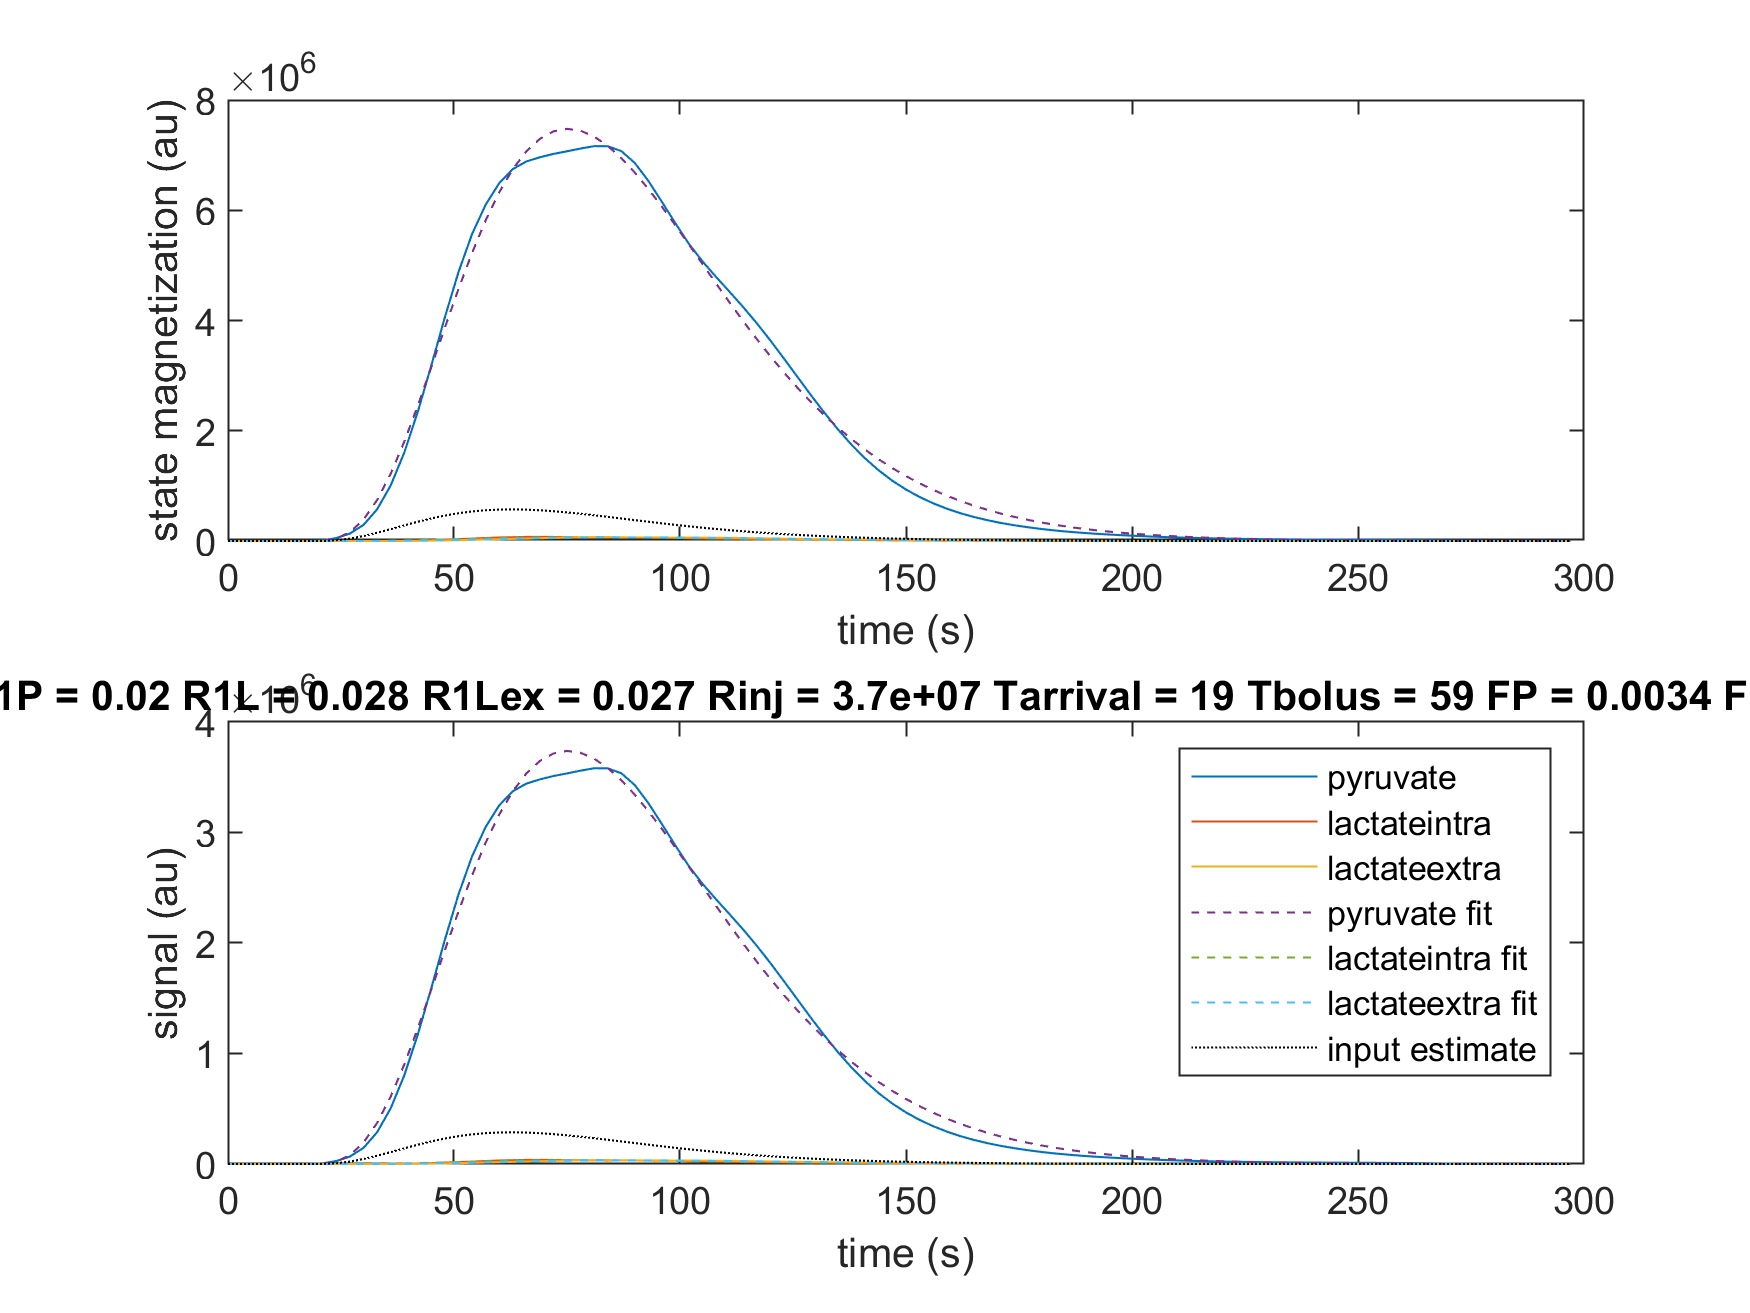 ×10⁶
8
6
4
2
0
state magnetization (au)
0 50 100 150 200 250 300
time (s)
1P = 0.02 R1L = 0.028 R1Lex = 0.027 Rinj = 3.7e+07 Tarrival = 19 Tbolus = 59 FP = 0.0034 F
×10⁶
4
3
2
1
0
signal (au)
pyruvate
lactateintra
lactateextra
pyruvate fit
lactateintra fit
lactateextra fit
input estimate
0 50 100 150 200 250 300
time (s)